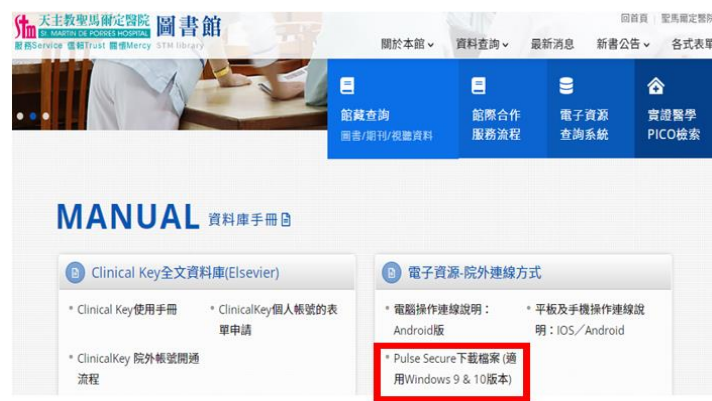 天主教聖馬爾定醫院
St. MARTIN DE PORRES HOSPITAL
服務Service 信賴Trust 關懷Mercy
圖書館
STM library
回首頁 聖馬爾定醫院
關於本館 資料查詢 最新消息 新書公告 各式表單
館藏查詢
圖書/期刊/視聽資料
館際合作
服務流程
電子資源
查詢系統
實證醫學
PICO檢索
MANUAL 資料庫手冊
Clinical Key全文資料庫(Elsevier)
* Clinical Key使用手冊
* ClinicalKey個人帳號的表
單申請
* ClinicalKey 院外帳號開通
流程
電子資源-院外連線方式
* 電腦操作連線說明：
Android版
* 平板及手機操作連線說
明：IOS／Android
* Pulse Secure下載檔案 (適
用Windows 9 & 10版本)